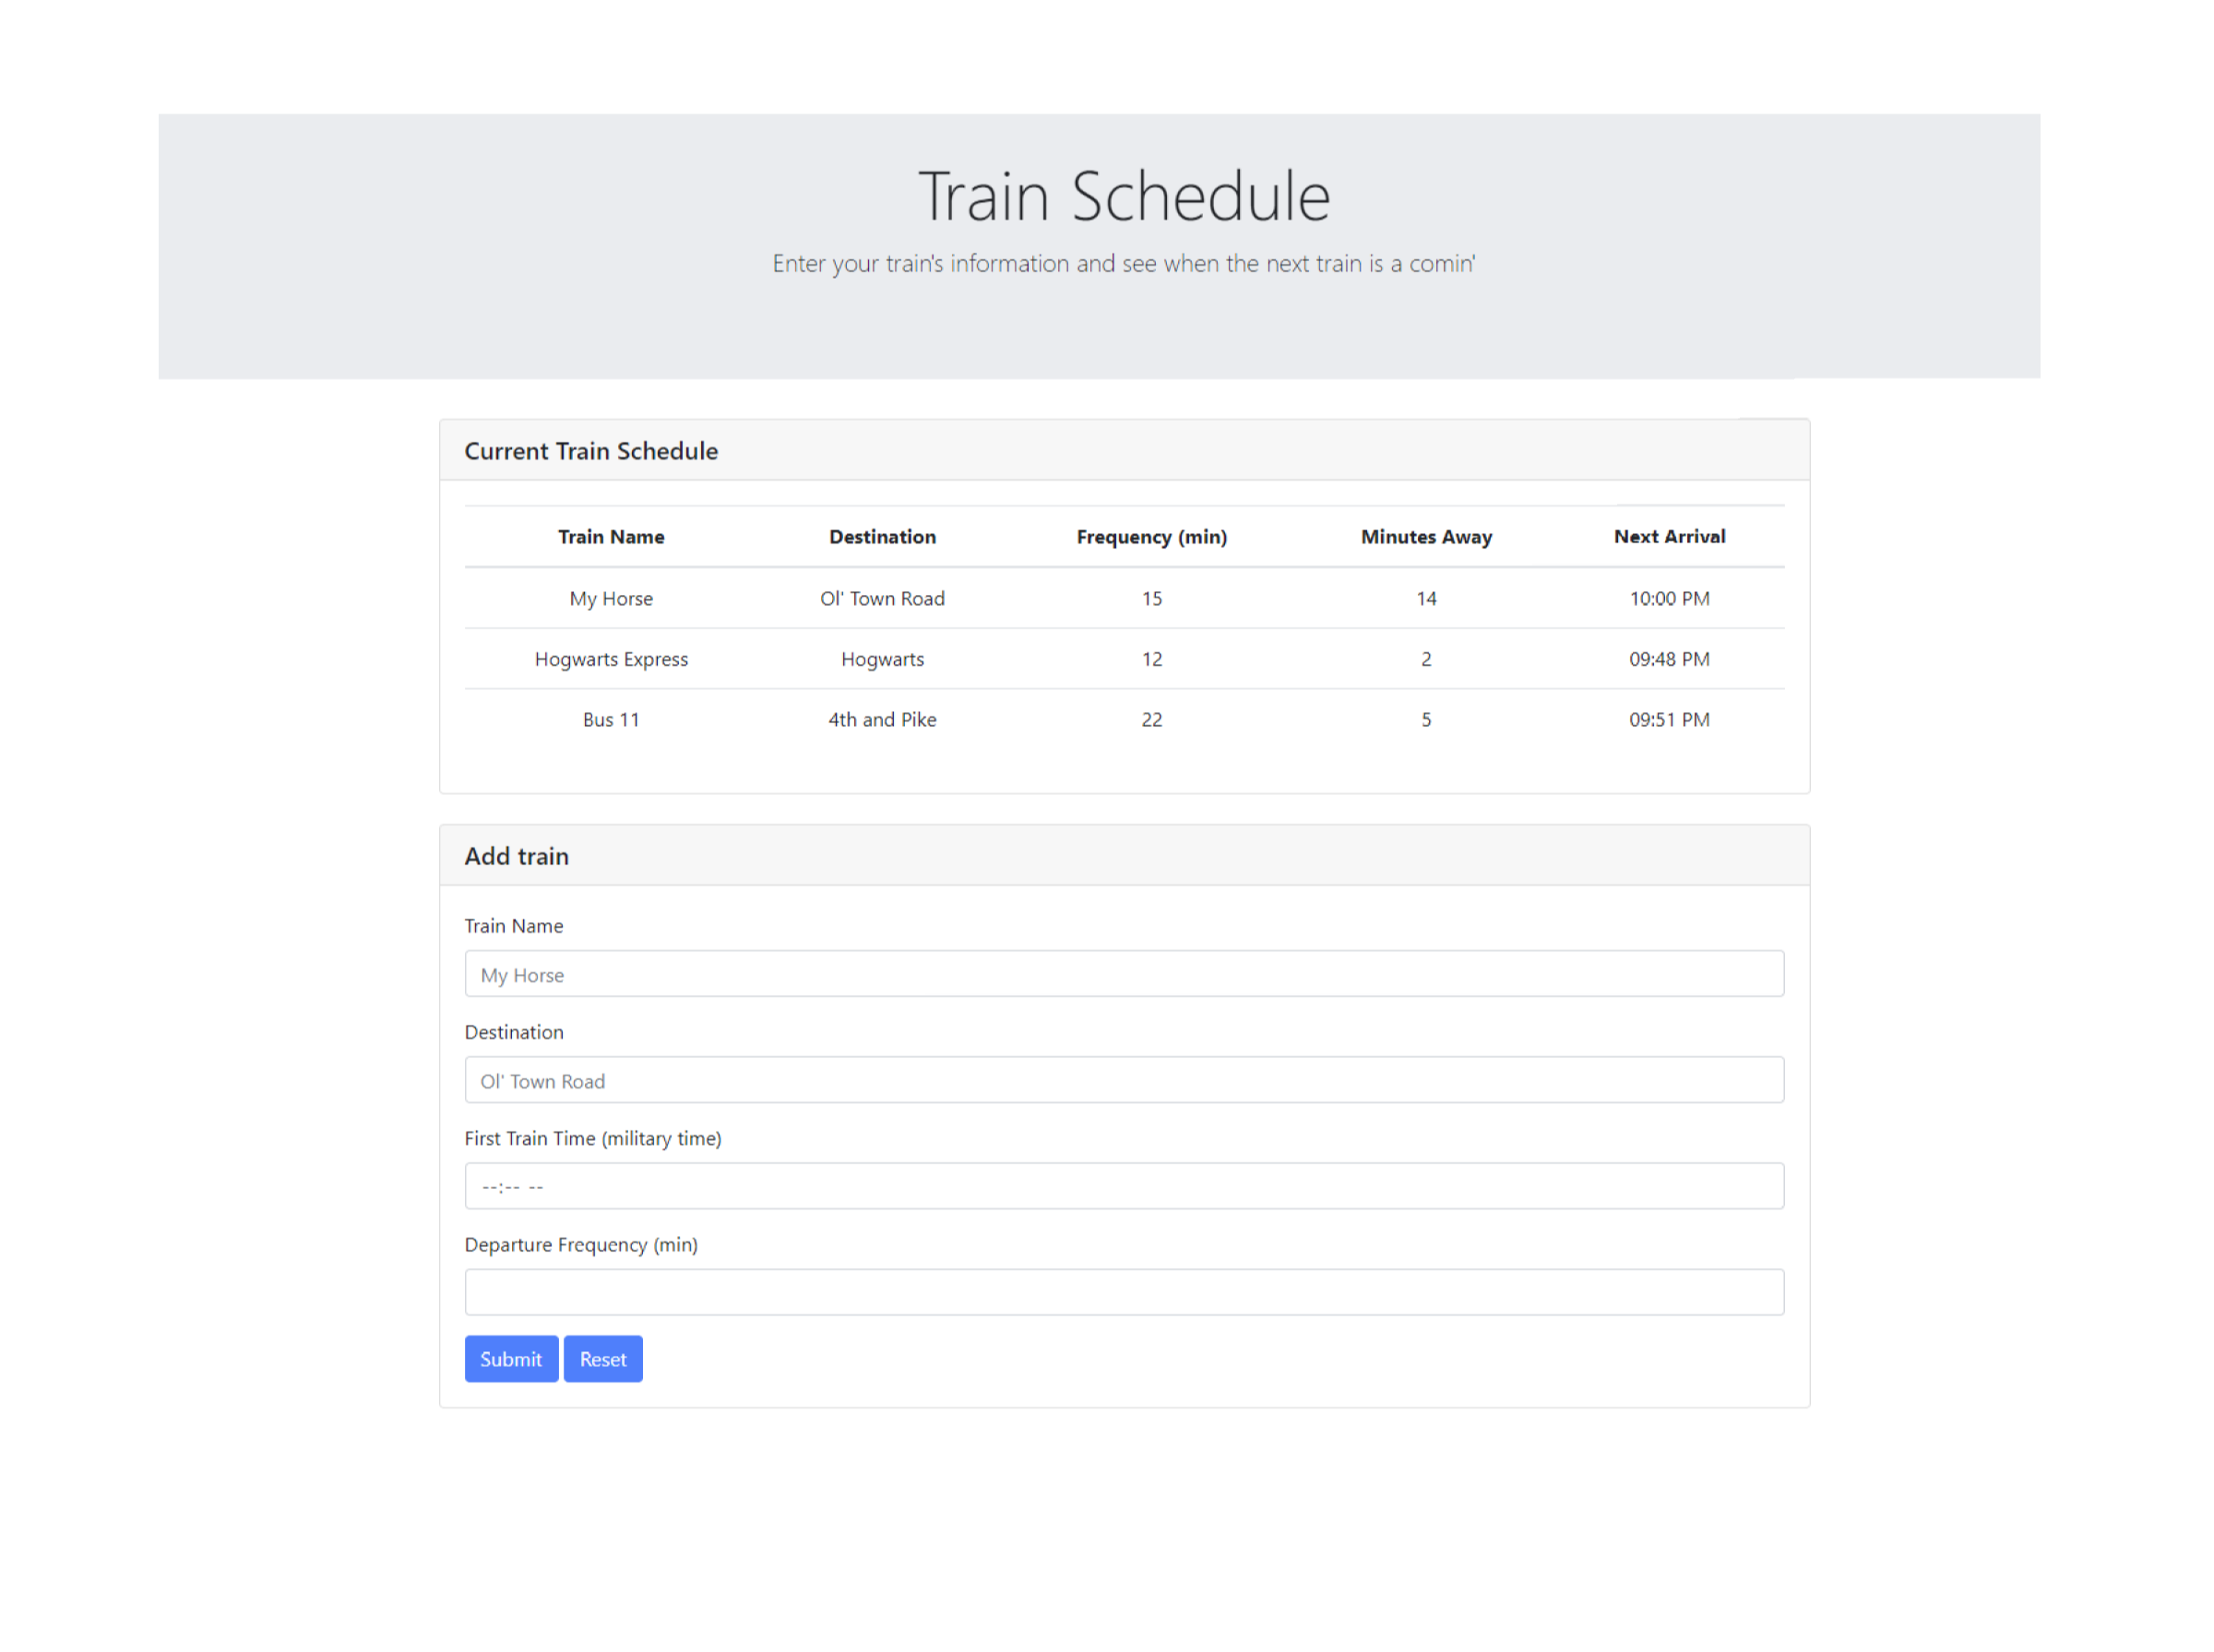 Train Schedule
Enter your train's information and see when the next train is a comin'
Current Train Schedule
Train Name Destination Frequency (min) Minutes Away Next Arrival
My Horse Ol' Town Road 15 14 10:00 PM
Hogwarts Express Hogwarts 12 2 09:48 PM
Bus 11 4th and Pike 22 5 09:51 PM
Add train
Train Name
My Horse
Destination
Ol' Town Road
First Train Time (military time)
--:-- --
Departure Frequency (min)
Submit Reset